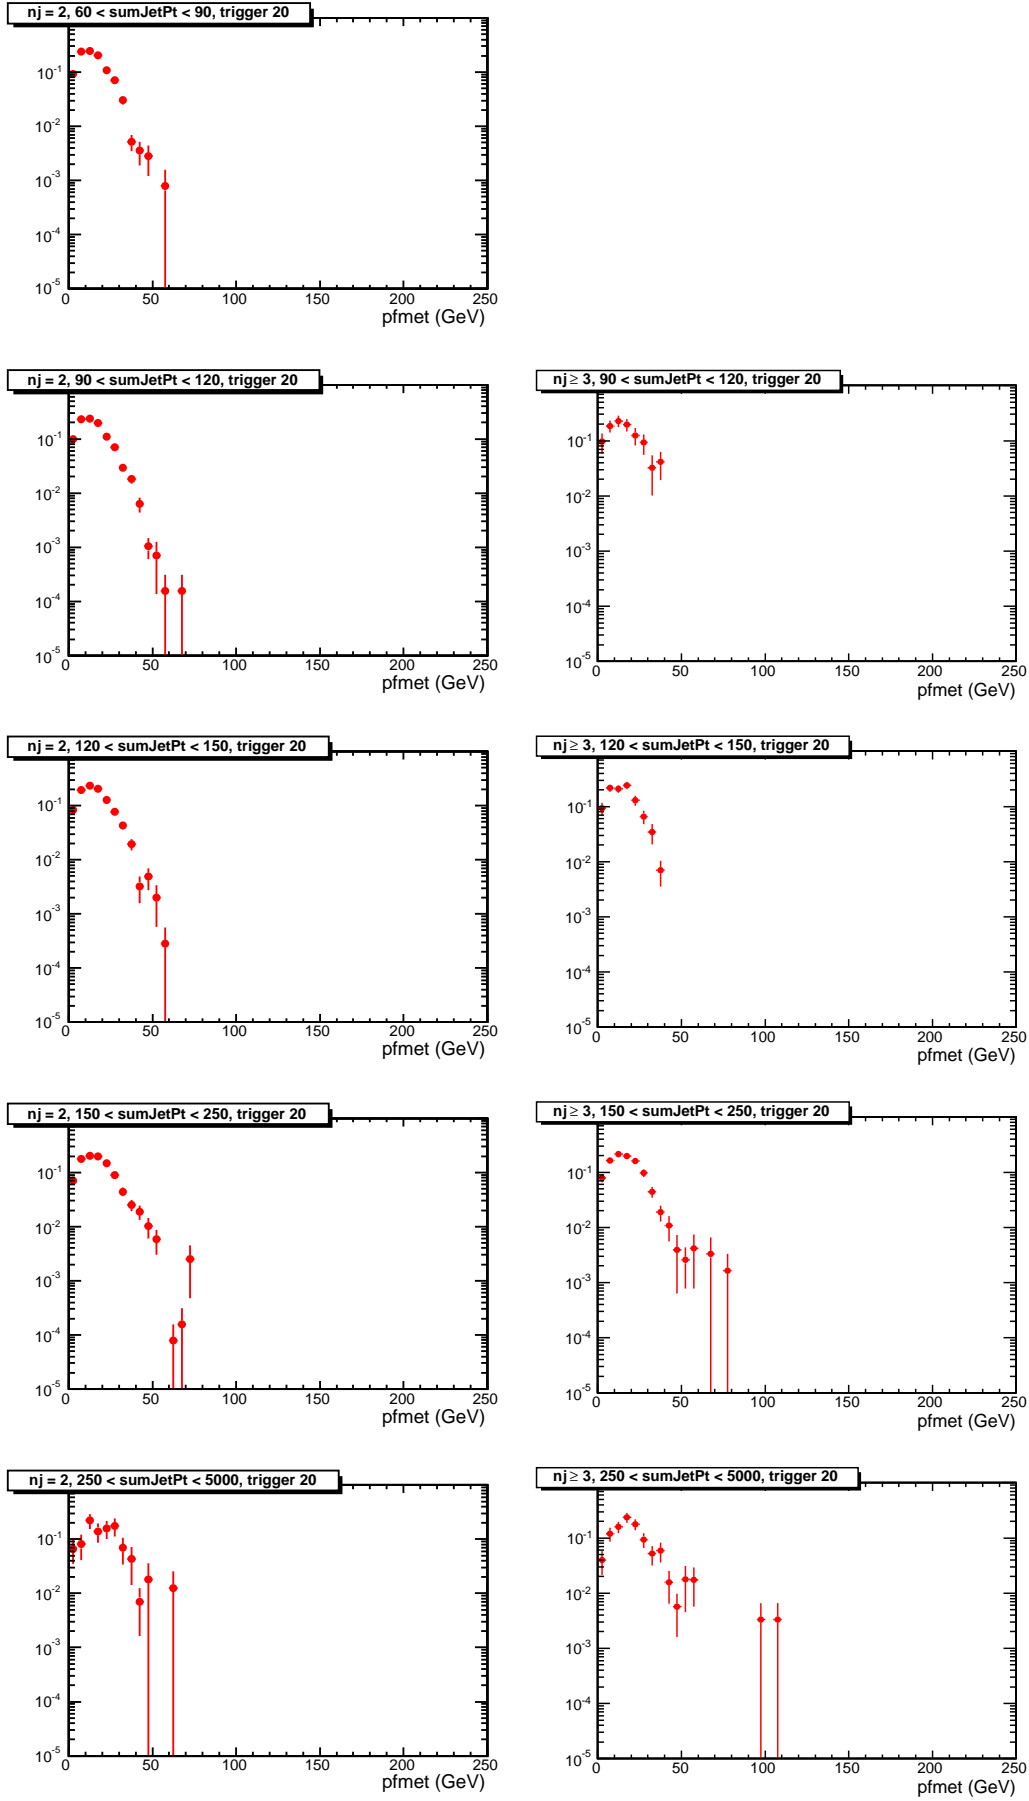 nj = 2, 60 < sumJetPt < 90, trigger 20
10⁻¹
10⁻²
10⁻³
10⁻⁴
10⁻⁵
0 50 100 150 200 250
pfmet (GeV)
nj = 2, 90 < sumJetPt < 120, trigger 20
10⁻¹
10⁻²
10⁻³
10⁻⁴
10⁻⁵
0 50 100 150 200 250
pfmet (GeV)
nj ≥ 3, 90 < sumJetPt < 120, trigger 20
10⁻¹
10⁻²
10⁻³
10⁻⁴
10⁻⁵
0 50 100 150 200 250
pfmet (GeV)
nj = 2, 120 < sumJetPt < 150, trigger 20
10⁻¹
10⁻²
10⁻³
10⁻⁴
10⁻⁵
0 50 100 150 200 250
pfmet (GeV)
nj ≥ 3, 120 < sumJetPt < 150, trigger 20
10⁻¹
10⁻²
10⁻³
10⁻⁴
10⁻⁵
0 50 100 150 200 250
pfmet (GeV)
nj = 2, 150 < sumJetPt < 250, trigger 20
10⁻¹
10⁻²
10⁻³
10⁻⁴
10⁻⁵
0 50 100 150 200 250
pfmet (GeV)
nj ≥ 3, 150 < sumJetPt < 250, trigger 20
10⁻¹
10⁻²
10⁻³
10⁻⁴
10⁻⁵
0 50 100 150 200 250
pfmet (GeV)
nj = 2, 250 < sumJetPt < 5000, trigger 20
10⁻¹
10⁻²
10⁻³
10⁻⁴
10⁻⁵
0 50 100 150 200 250
pfmet (GeV)
nj ≥ 3, 250 < sumJetPt < 5000, trigger 20
10⁻¹
10⁻²
10⁻³
10⁻⁴
10⁻⁵
0 50 100 150 200 250
pfmet (GeV)